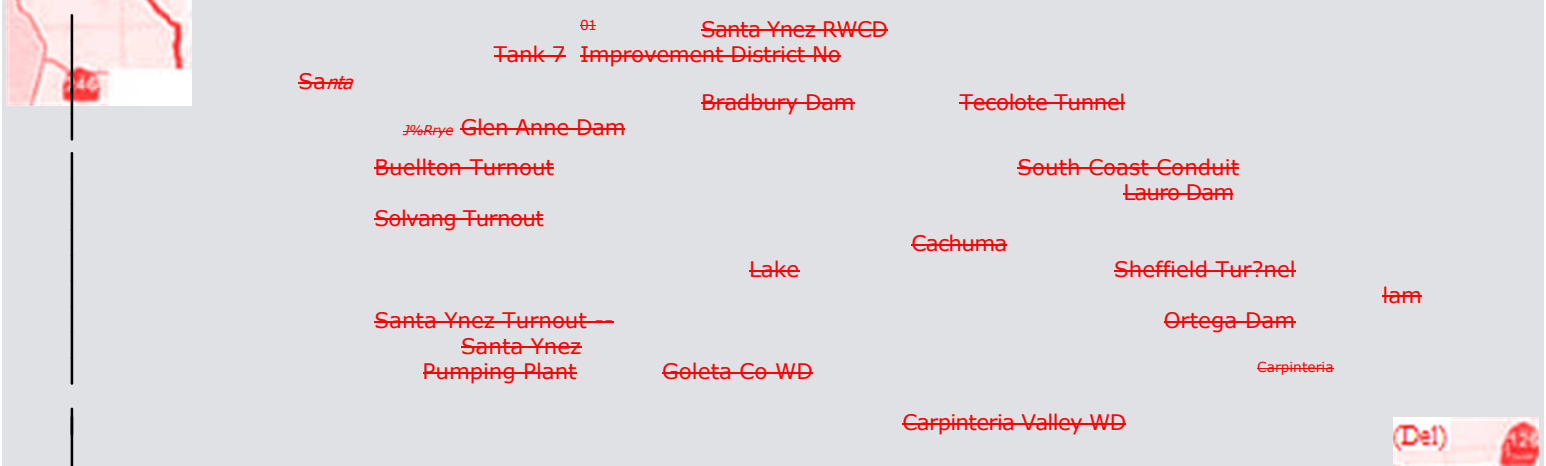 01 Santa Ynez RWCD
Tank 7 Improvement District No
Santa
Bradbury Dam Tecolote Tunnel
J%Rrye Glen Anne Dam
Buellton Turnout South Coast Conduit
Lauro Dam
Solvang Turnout
Cachuma
Lake Sheffield Tur?nel
lam
Santa Ynez Turnout -- Ortega Dam
Santa Ynez
Pumping Plant Goleta Co WD Carpinteria
Carpinteria Valley WD
(Del)